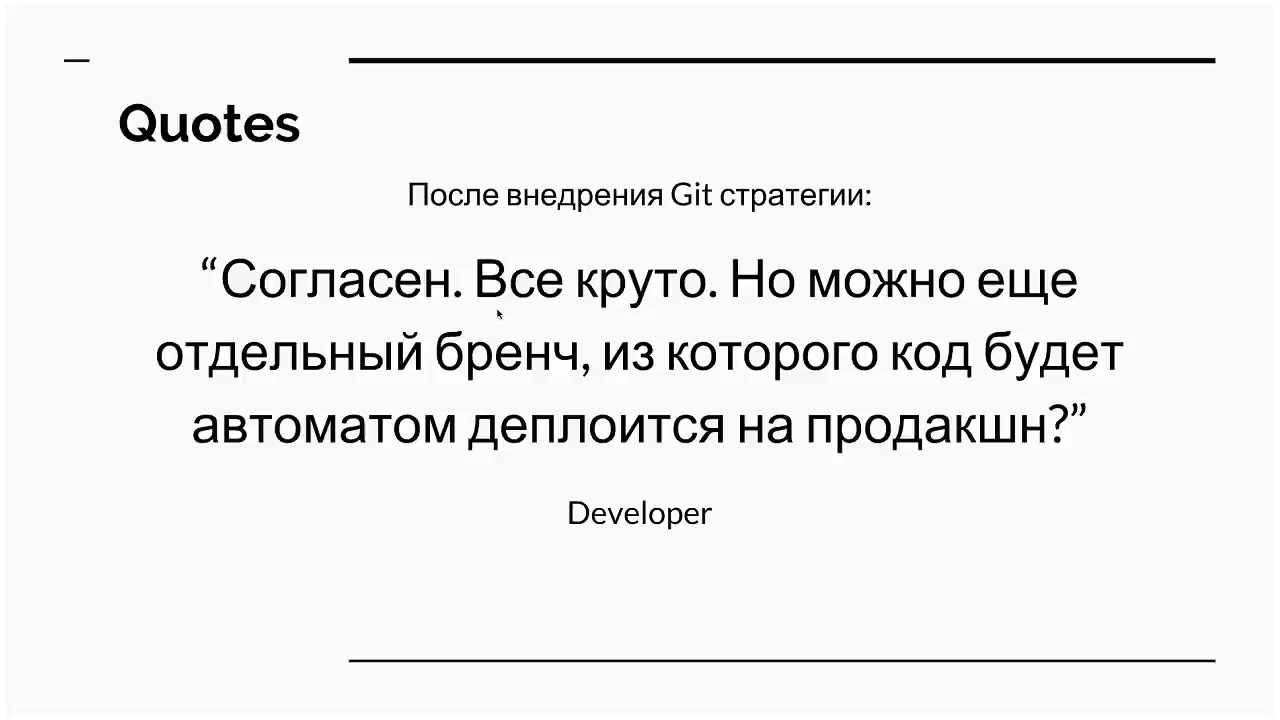 Quotes
После внедрения Git стратегии:
“Согласен. Все круто. Но можно еще
отдельный бренч, из которого код будет
автоматом деплоится на продакшн?”
Developer